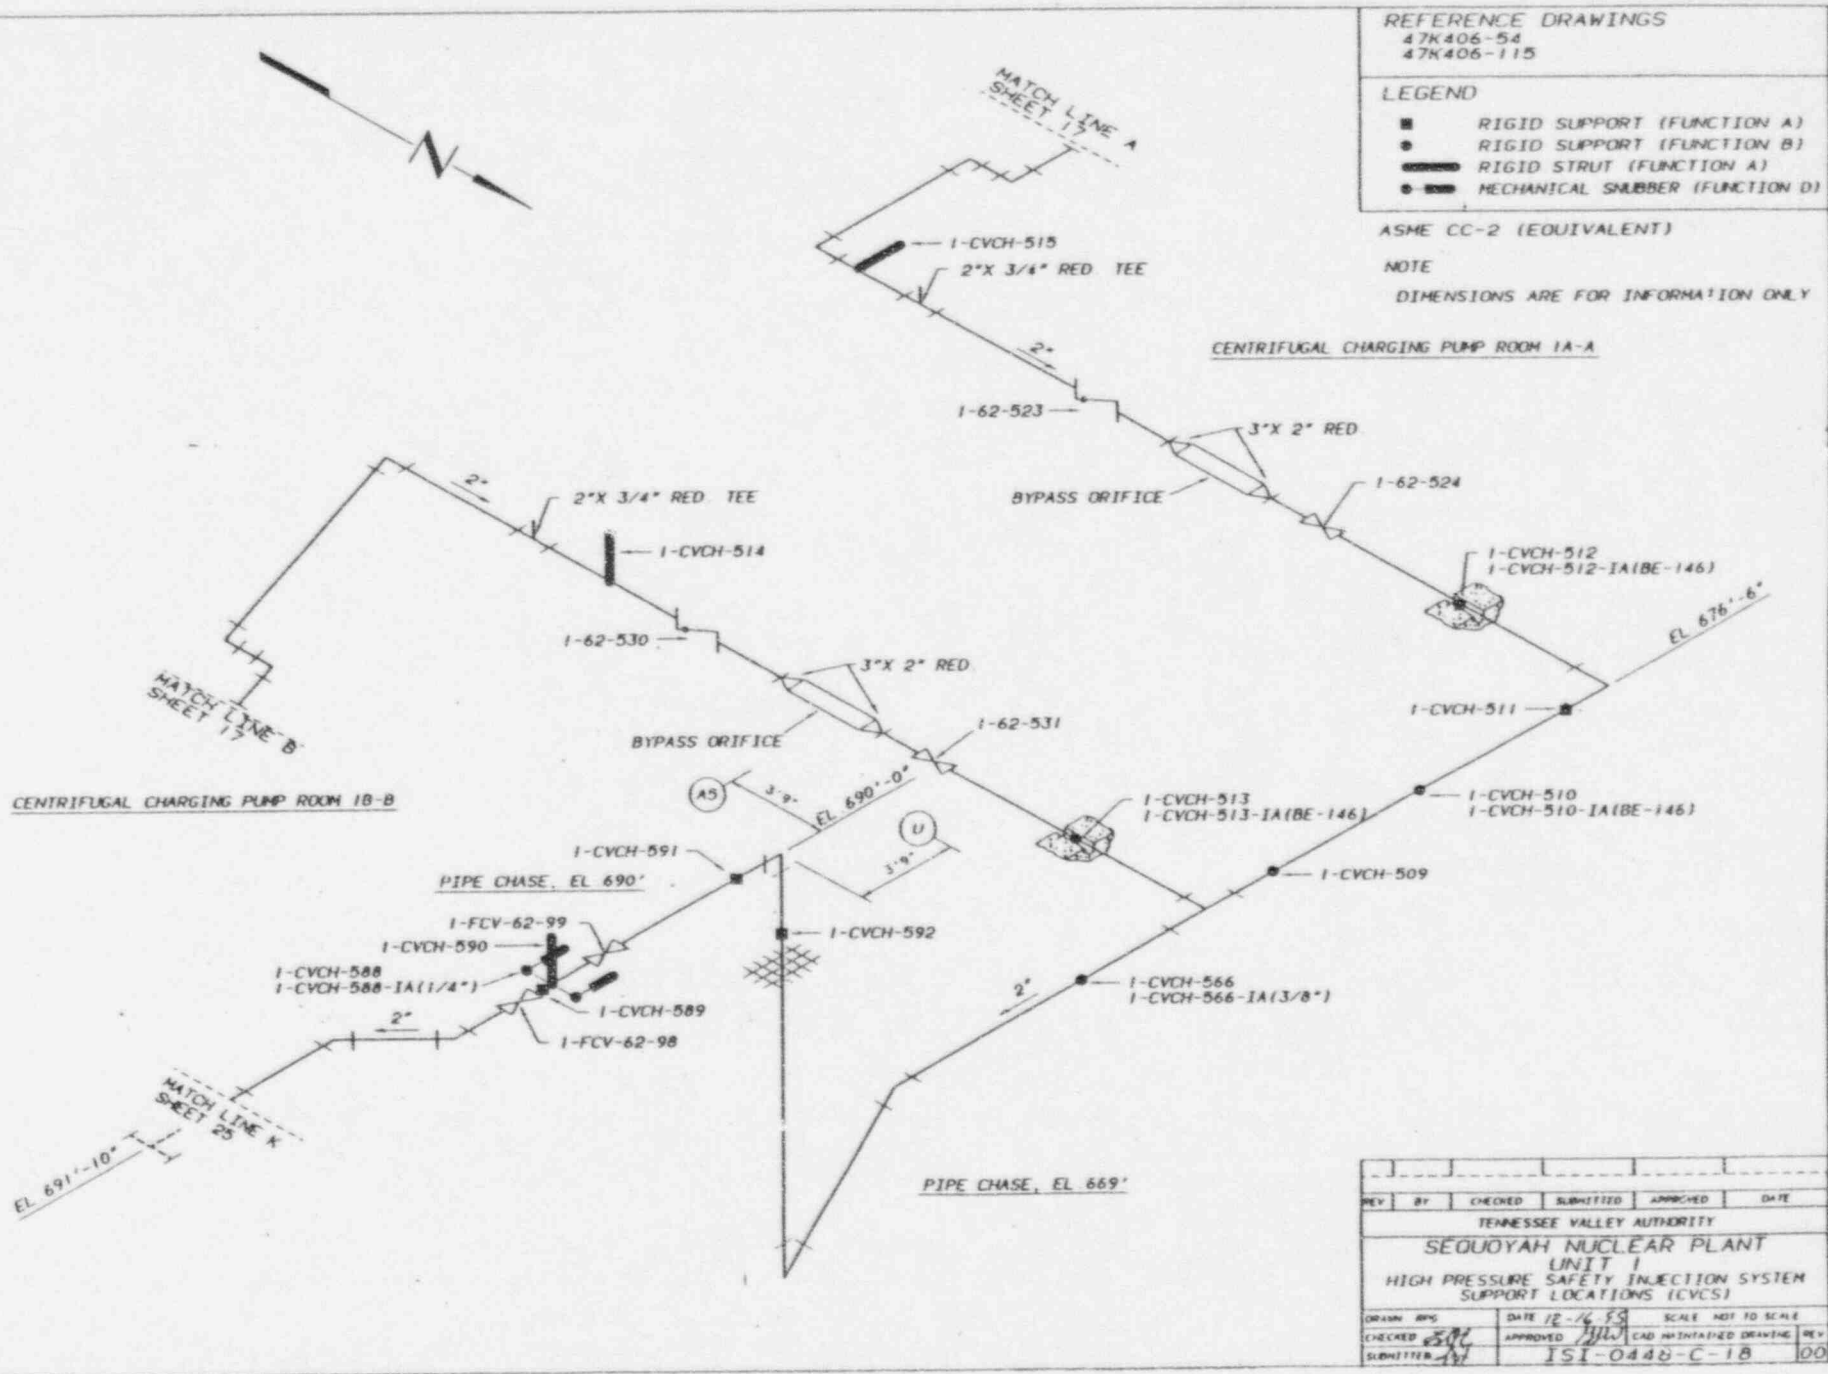 REFERENCE DRAWINGS
47K406-54
47K406-115
LEGEND
RIGID SUPPORT (FUNCTION A)
RIGID SUPPORT (FUNCTION B)
RIGID STRUT (FUNCTION A)
MECHANICAL SNUBBER (FUNCTION D)
ASME CC-2 (EQUIVALENT)
NOTE
DIMENSIONS ARE FOR INFORMATION ONLY
N
MATCH LINE A
SHEET 17
1-CVCH-515
2"X 3/4" RED. TEE
CENTRIFUGAL CHARGING PUMP ROOM 1A-A
2"
1-62-523
3"X 2" RED.
BYPASS ORIFICE
1-62-524
1-CVCH-512
1-CVCH-512-IA(BE-146)
EL 676'-6"
2"
2"X 3/4" RED. TEE
1-CVCH-514
1-62-530
3"X 2" RED.
BYPASS ORIFICE
1-62-531
MATCH LINE B
SHEET 17
CENTRIFUGAL CHARGING PUMP ROOM 1B-B
1-CVCH-511
A5
3'9"
EL 690'-0"
U
3'9"
1-CVCH-513
1-CVCH-513-IA(BE-146)
1-CVCH-510
1-CVCH-510-IA(BE-146)
1-CVCH-509
1-CVCH-591
PIPE CHASE, EL 690'
1-FCV-62-99
1-CVCH-590
1-CVCH-588
1-CVCH-588-IA(1/4")
1-CVCH-592
1-CVCH-589
1-FCV-62-98
2"
1-CVCH-566
1-CVCH-566-IA(3/8")
2"
MATCH LINE K
SHEET 25
EL 691'-10"
PIPE CHASE, EL 669'
REV BY CHECKED SUBMITTED APPROVED DATE
TENNESSEE VALLEY AUTHORITY
SEQUOYAH NUCLEAR PLANT
UNIT 1
HIGH PRESSURE SAFETY INJECTION SYSTEM
SUPPORT LOCATIONS (CVCS)
DRAWN RPS DATE 12-16-95 SCALE NOT TO SCALE
CHECKED APPROVED CAD MAINTAINED DRAWING REV
SUBMITTED ISI-0448-C-18 00